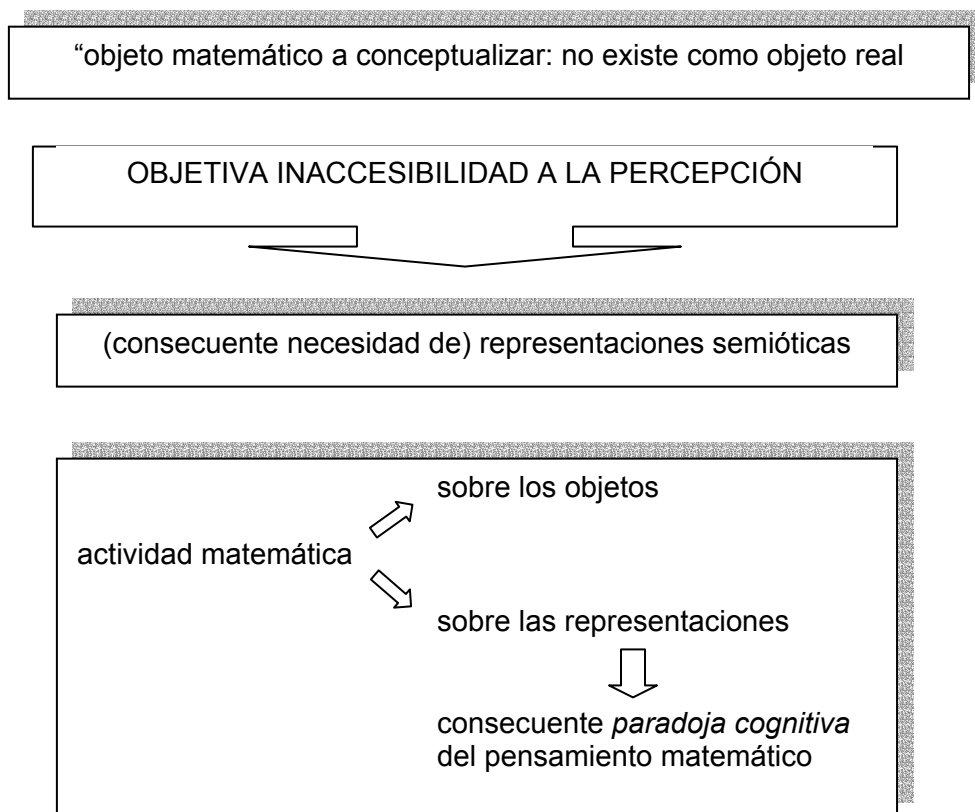 “objeto matemático a conceptualizar: no existe como objeto real
OBJETIVA INACCESIBILIDAD A LA PERCEPCIÓN
(consecuente necesidad de) representaciones semióticas
sobre los objetos
actividad matemática
sobre las representaciones
consecuente paradoja cognitiva
del pensamiento matemático